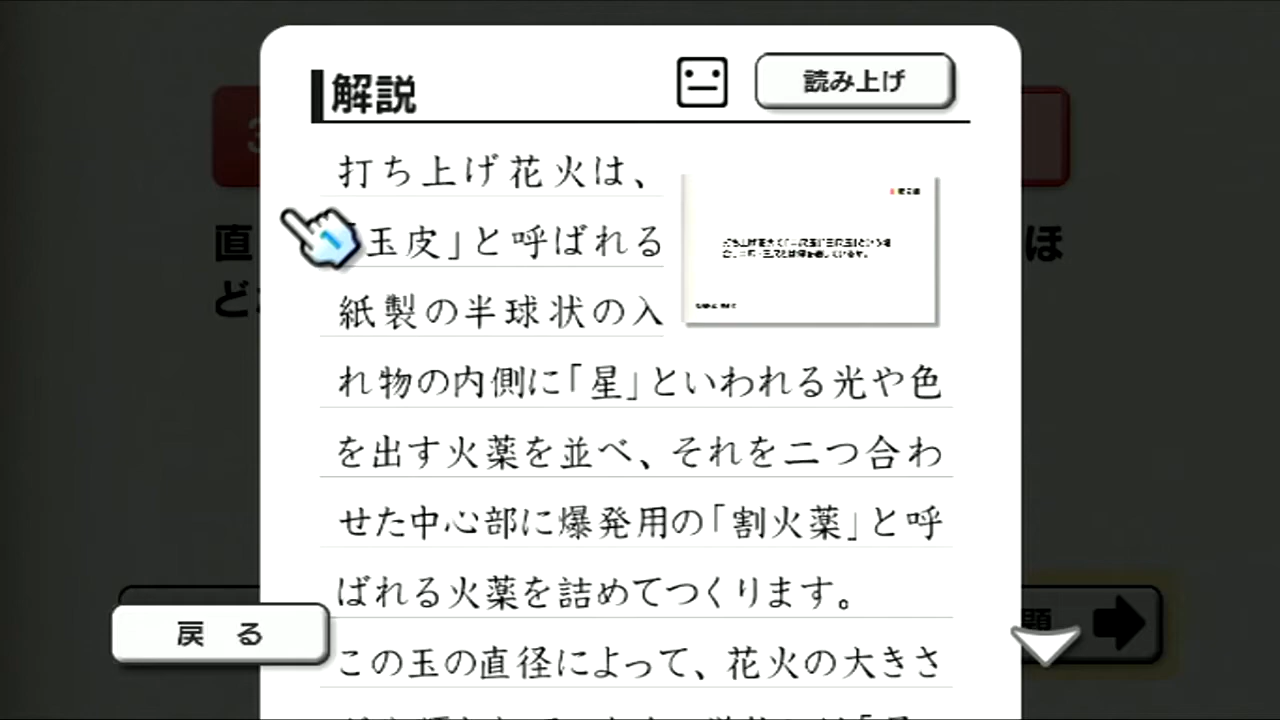 解説
読み上げ
打ち上げ花火は、
「玉皮」と呼ばれる
紙製の半球状の入
れ物の内側に「星」といわれる光や色
を出す火薬を並べ、それを二つ合わ
せた中心部に爆発用の「割火薬」と呼
ばれる火薬を詰めてつくります。
この玉の直径によって、花火の大きさ
直
ほ
ど
題
戻る